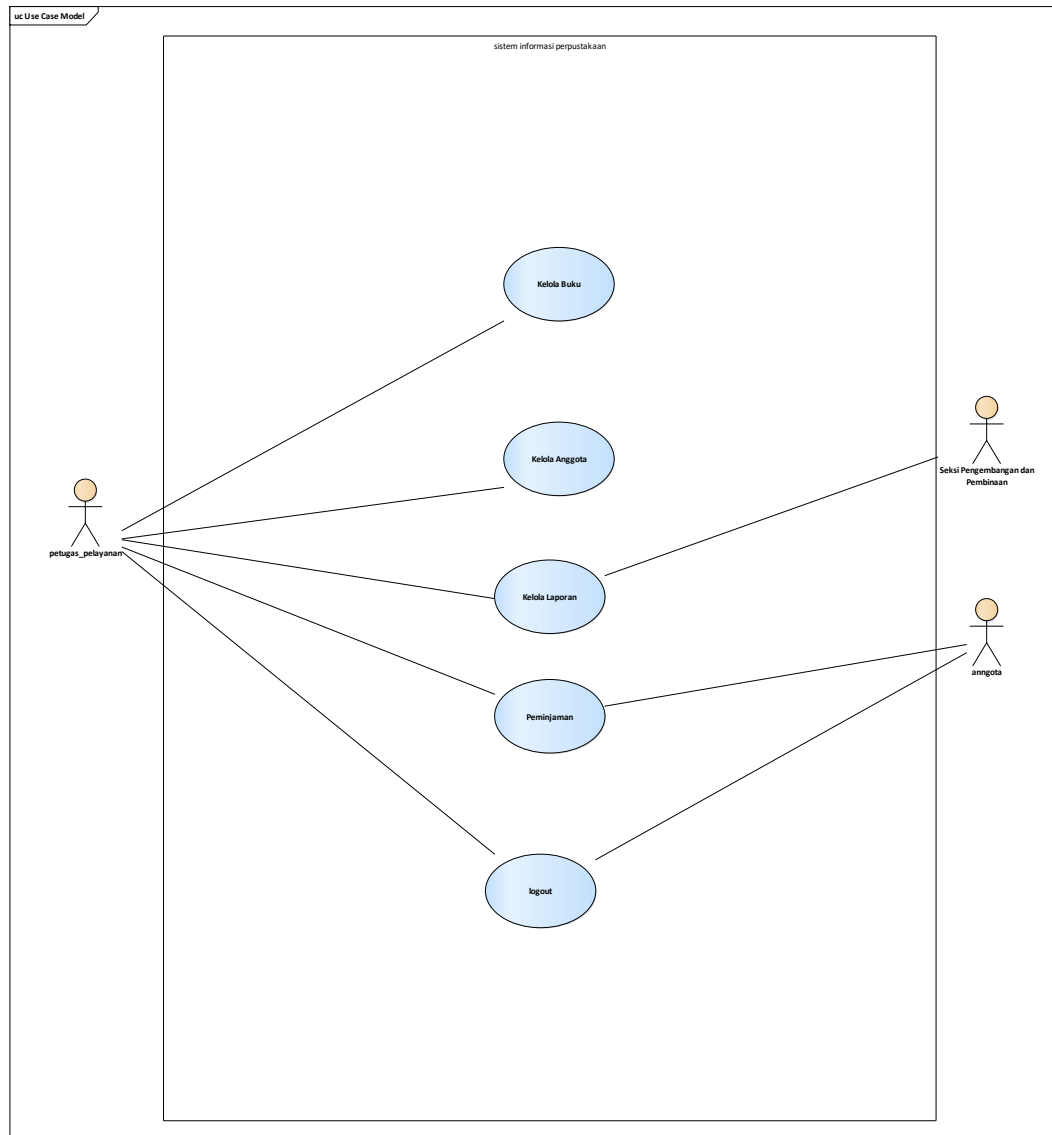 uc Use Case Model
sistem informasi perpustakaan
Kelola Buku
Kelola Anggota
Seksi Pengembangan dan
Pembinaan
petugas_pelayanan
Kelola Laporan
anngota
Peminjaman
logout